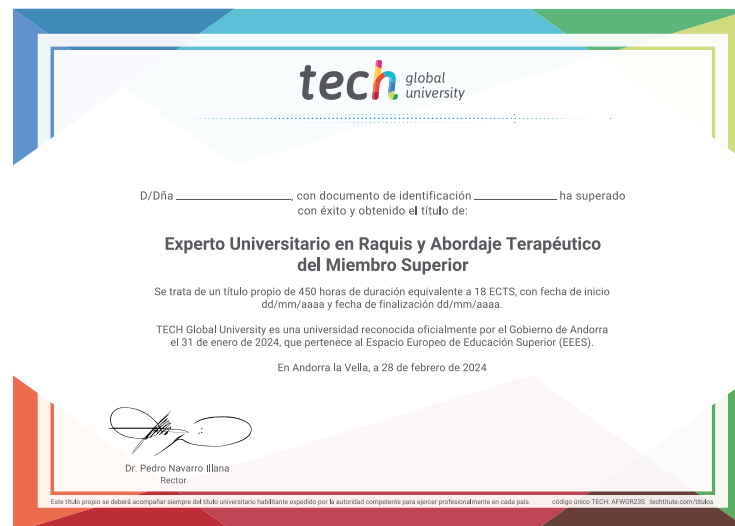 tech global university
D/Dña ____________________, con documento de identificación ______________ ha superado
con éxito y obtenido el título de:
Experto Universitario en Raquis y Abordaje Terapéutico
del Miembro Superior
Se trata de un título propio de 450 horas de duración equivalente a 18 ECTS, con fecha de inicio
dd/mm/aaaa y fecha de finalización dd/mm/aaaa.
TECH Global University es una universidad reconocida oficialmente por el Gobierno de Andorra
el 31 de enero de 2024, que pertenece al Espacio Europeo de Educación Superior (EEES).
En Andorra la Vella, a 28 de febrero de 2024
Dr. Pedro Navarro Illana
Rector
Este título propio se deberá acompañar siempre del título universitario habilitante expedido por la autoridad competente para ejercer profesionalmente en cada país. código único TECH: AFWOR23S techtitute.com/titulos